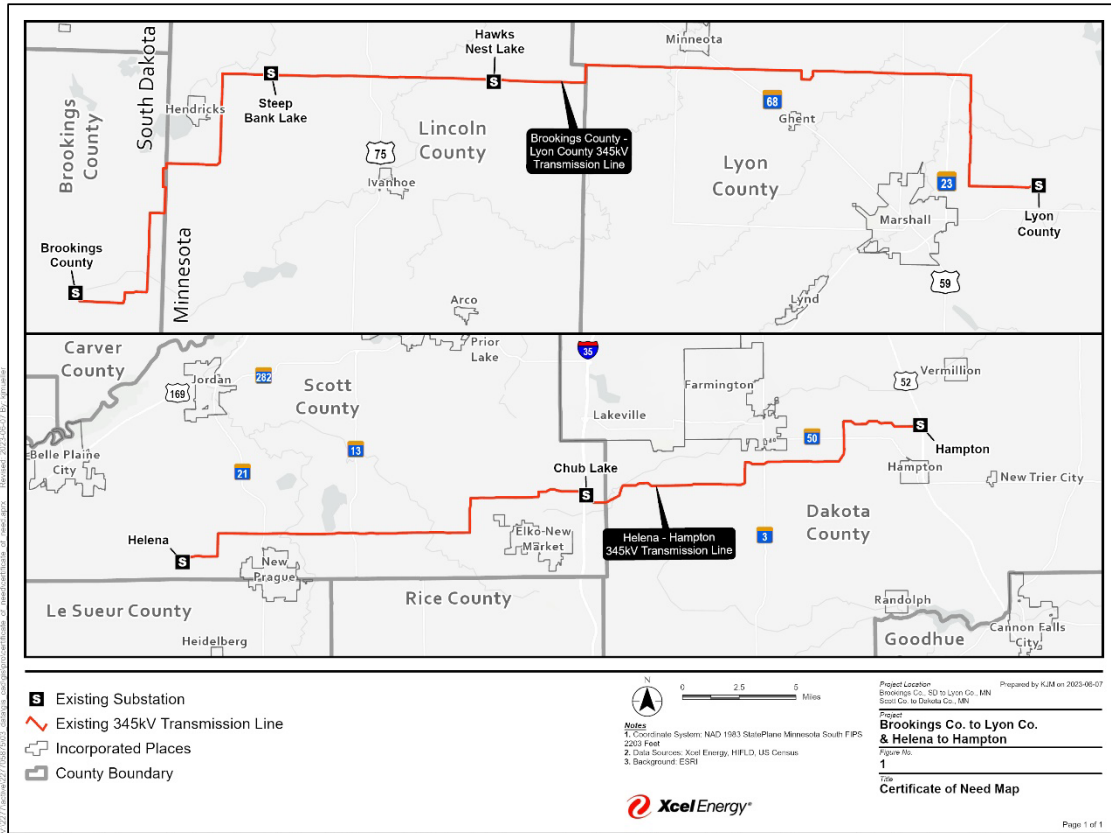 Hawks
Nest Lake
Minneota
South Dakota
Brookings
County
Hendricks
Steep
Bank Lake
Lincoln
County
75
Ivanhoe
Brookings County -
Lyon County 345kV
Transmission Line
68
Ghent
Lyon
County
23
Marshall
Lyon
County
59
Brookings
County
Minnesota
Arco
Lynd
Carver
County
Prior
Lake
35
Jordan
169
282
Scott
County
Farmington
52
Vermillion
Lakeville
13
50
Hampton
Belle Plaine
City
21
Chub Lake
Hampton
New Trier City
Helena
Elko-New
Market
Helena - Hampton
345kV Transmission Line
Dakota
County
3
New
Prague
Le Sueur County
Rice County
Randolph
Heidelberg
Goodhue
Cannon Falls
City
S Existing Substation
Existing 345kV Transmission Line
Incorporated Places
County Boundary
N
0 2.5 5
Miles
Notes
1. Coordinate System: NAD 1983 StatePlane Minnesota South FIPS
2203 Feet
2. Data Sources: Xcel Energy, HIFLD, US Census
3. Background: ESRI
Xcel Energy®
Project Location Prepared by KJM on 2023-06-07
Brookings Co., SD to Lyon Co., MN
Scott Co. to Dakota Co., MN
Project
Brookings Co. to Lyon Co.
& Helena to Hampton
Figure No.
1
Title
Certificate of Need Map
Page 1 of 1